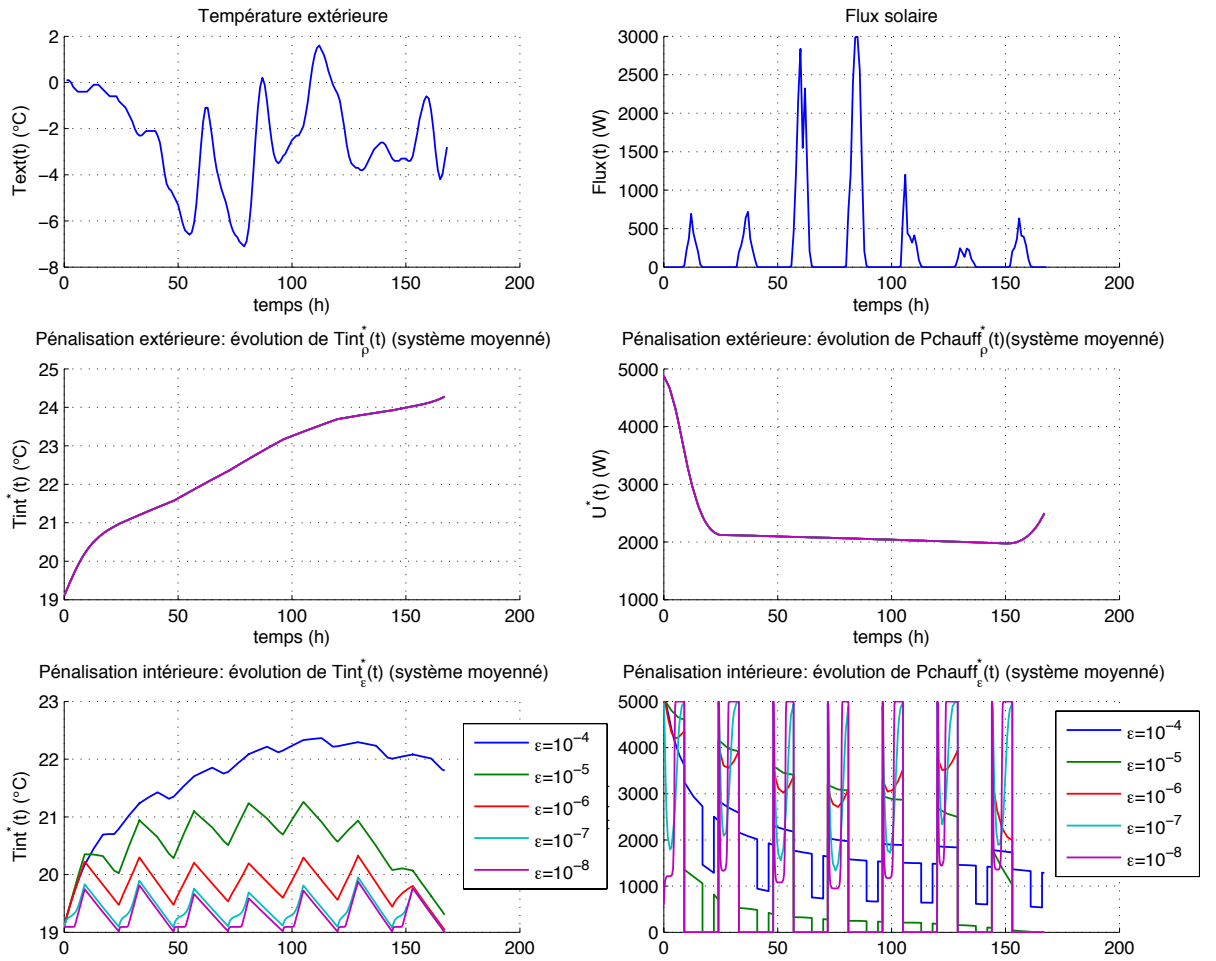 Température extérieure
2
0
−2
−4
−6
−8
Text(t) (°C)
0 50 100 150 200
temps (h)
Flux solaire
3000
2500
2000
1500
1000
500
0
Flux(t) (W)
0 50 100 150 200
temps (h)
Pénalisation extérieure: évolution de Tint*ρ(t) (système moyenné)
25
24
23
22
21
20
19
Tint*(t) (°C)
0 50 100 150 200
temps (h)
Pénalisation extérieure: évolution de Pchauff*ρ(t)(système moyenné)
5000
4000
3000
2000
1000
U*(t) (W)
0 50 100 150 200
temps (h)
Pénalisation intérieure: évolution de Tint*ε(t) (système moyenné)
23
22
21
20
19
Tint*(t) (°C)
0 50 100 150 200
ε=10−4
ε=10−5
ε=10−6
ε=10−7
ε=10−8
Pénalisation intérieure: évolution de Pchauff*ε(t) (système moyenné)
5000
4000
3000
2000
1000
0
0 50 100 150 200
ε=10−4
ε=10−5
ε=10−6
ε=10−7
ε=10−8